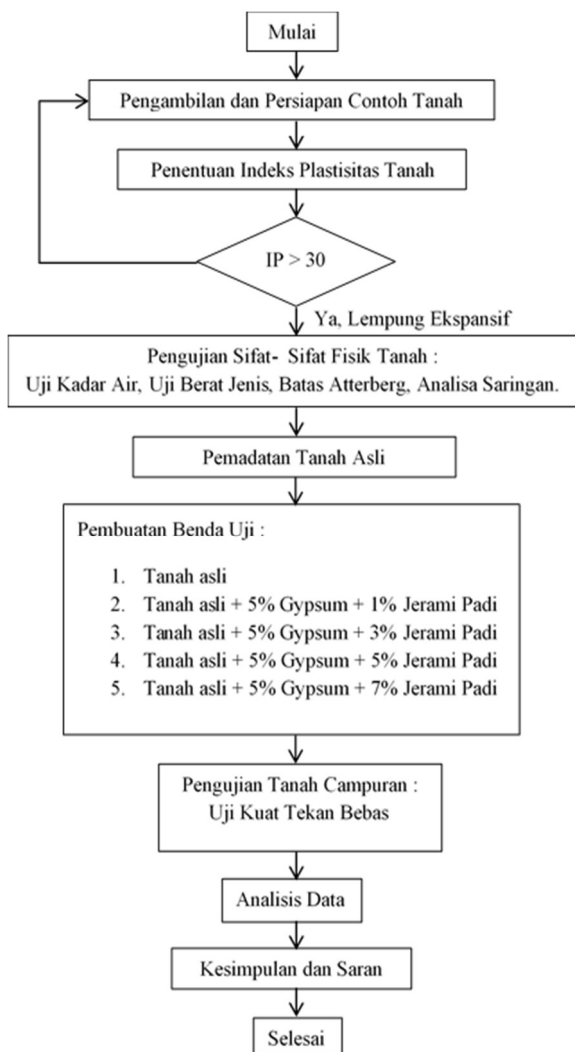 Mulai
Pengambilan dan Persiapan Contoh Tanah
Penentuan Indeks Plastisitas Tanah
IP > 30
Ya, Lempung Ekspansif
Pengujian Sifat- Sifat Fisik Tanah :
Uji Kadar Air, Uji Berat Jenis, Batas Atterberg, Analisa Saringan.
Pemadatan Tanah Asli
Pembuatan Benda Uji :
1. Tanah asli
2. Tanah asli + 5% Gypsum + 1% Jerami Padi
3. Tanah asli + 5% Gypsum + 3% Jerami Padi
4. Tanah asli + 5% Gypsum + 5% Jerami Padi
5. Tanah asli + 5% Gypsum + 7% Jerami Padi
Pengujian Tanah Campuran :
Uji Kuat Tekan Bebas
Analisis Data
Kesimpulan dan Saran
Selesai